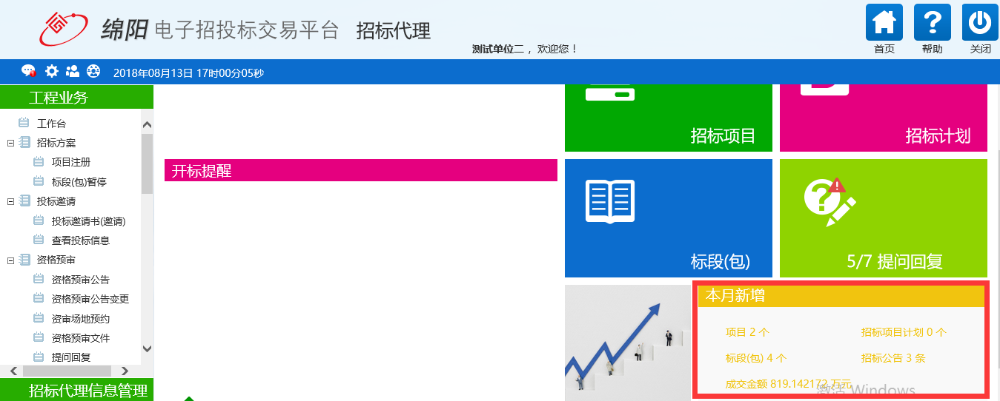 绵阳 电子招投标交易平台 招标代理
测试单位二 ，欢迎您！
首页 帮助 关闭
2018年08月13日 17时00分05秒
工程业务
工作台
招标方案
项目注册
标段(包)暂停
投标邀请
投标邀请书(邀请)
查看投标信息
资格预审
资格预审公告
资格预审公告变更
资审场地预约
资格预审文件
提问回复
招标代理信息管理
开标提醒
招标项目
招标计划
标段(包)
5/7 提问回复
本月新增
项目 2 个
招标项目计划 0 个
标段(包) 4 个
招标公告 3 条
成交金额 819.142172 万元
激活 Windows